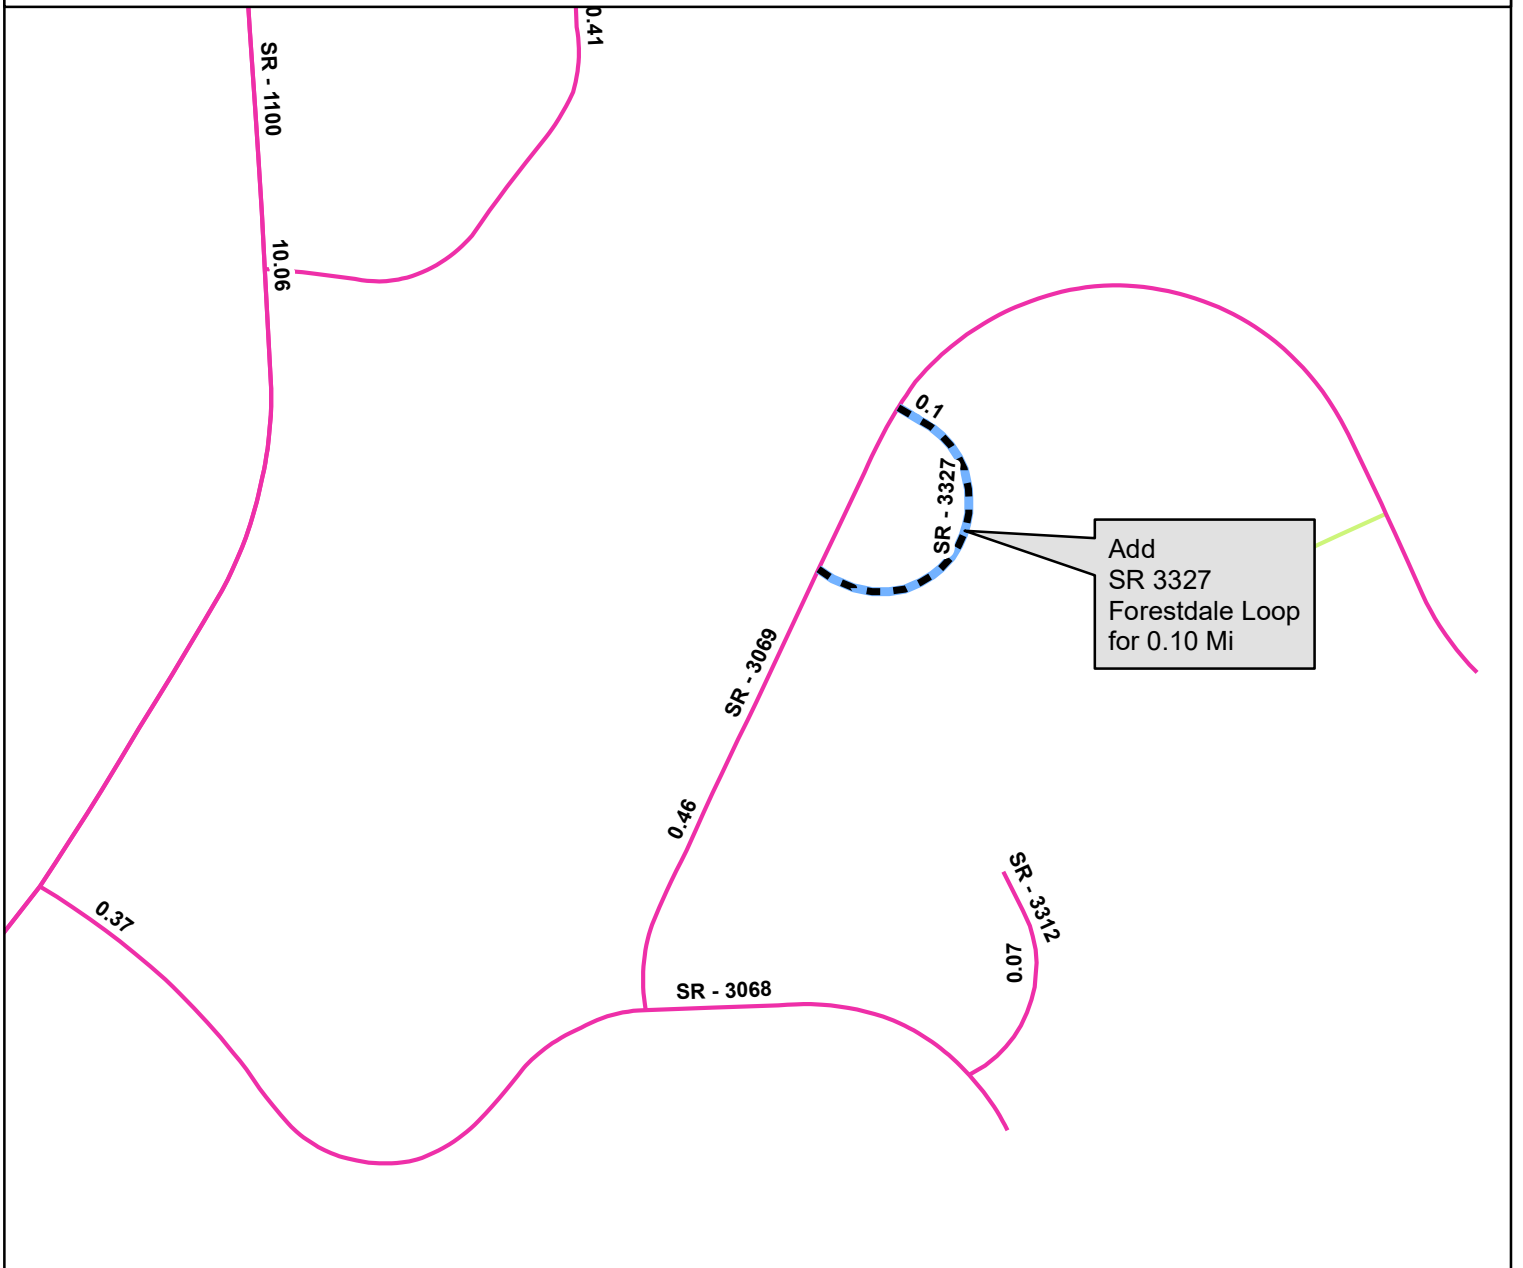 0.41
SR - 1100
10.06
0.1
SR - 3327
Add
SR 3327
Forestdale Loop
for 0.10 Mi
SR - 3069
0.46
SR - 3312
0.37
0.07
SR - 3068